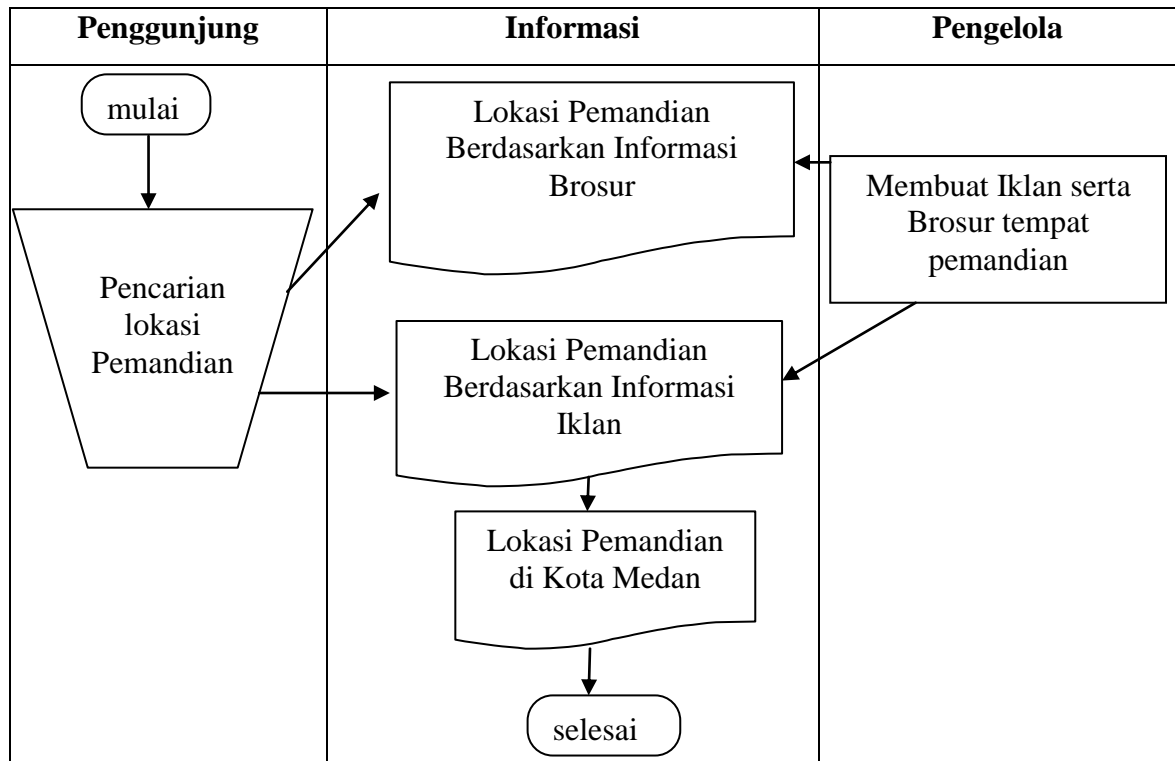 Penggunjung
Informasi
Pengelola
mulai
Lokasi Pemandian
Berdasarkan Informasi
Brosur
Membuat Iklan serta
Brosur tempat
pemandian
Pencarian
lokasi
Pemandian
Lokasi Pemandian
Berdasarkan Informasi
Iklan
Lokasi Pemandian
di Kota Medan
selesai